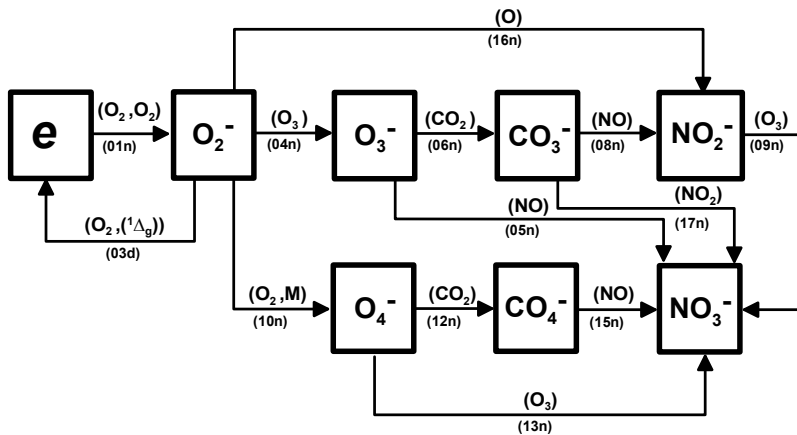 (O)
(16n)
e
(O₂ ,O₂)
(01n)
O₂⁻
(O₃)
(04n)
O₃⁻
(CO₂)
(06n)
CO₃⁻
(NO)
(08n)
NO₂⁻
(O₃)
(09n)
(O₂ ,(¹Δg))
(03d)
(NO)
(05n)
(NO₂)
(17n)
(O₂ ,M)
(10n)
O₄⁻
(CO₂)
(12n)
CO₄⁻
(NO)
(15n)
NO₃⁻
(O₃)
(13n)